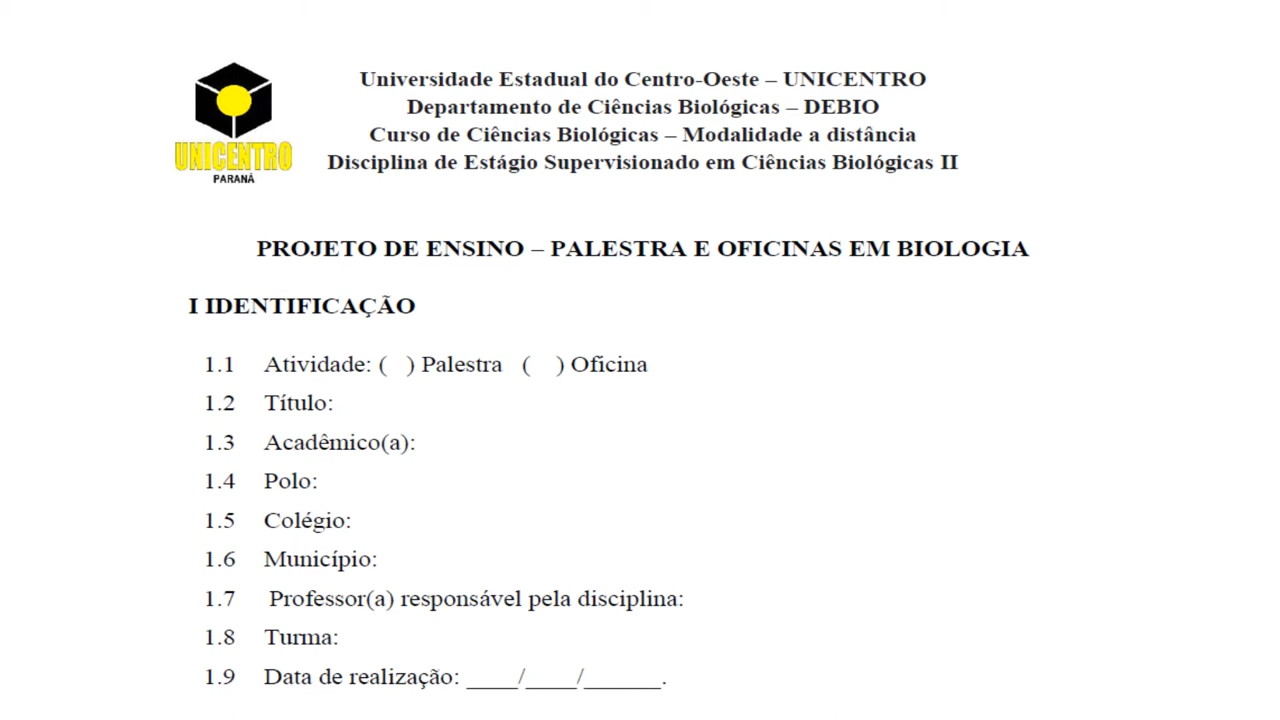 UNICENTRO
PARANÁ
Universidade Estadual do Centro-Oeste – UNICENTRO
Departamento de Ciências Biológicas – DEBIO
Curso de Ciências Biológicas – Modalidade a distância
Disciplina de Estágio Supervisionado em Ciências Biológicas II
PROJETO DE ENSINO – PALESTRA E OFICINAS EM BIOLOGIA
I IDENTIFICAÇÃO
1.1 Atividade: ( ) Palestra ( ) Oficina
1.2 Título:
1.3 Acadêmico(a):
1.4 Polo:
1.5 Colégio:
1.6 Município:
1.7 Professor(a) responsável pela disciplina:
1.8 Turma:
1.9 Data de realização: ____/____/______.